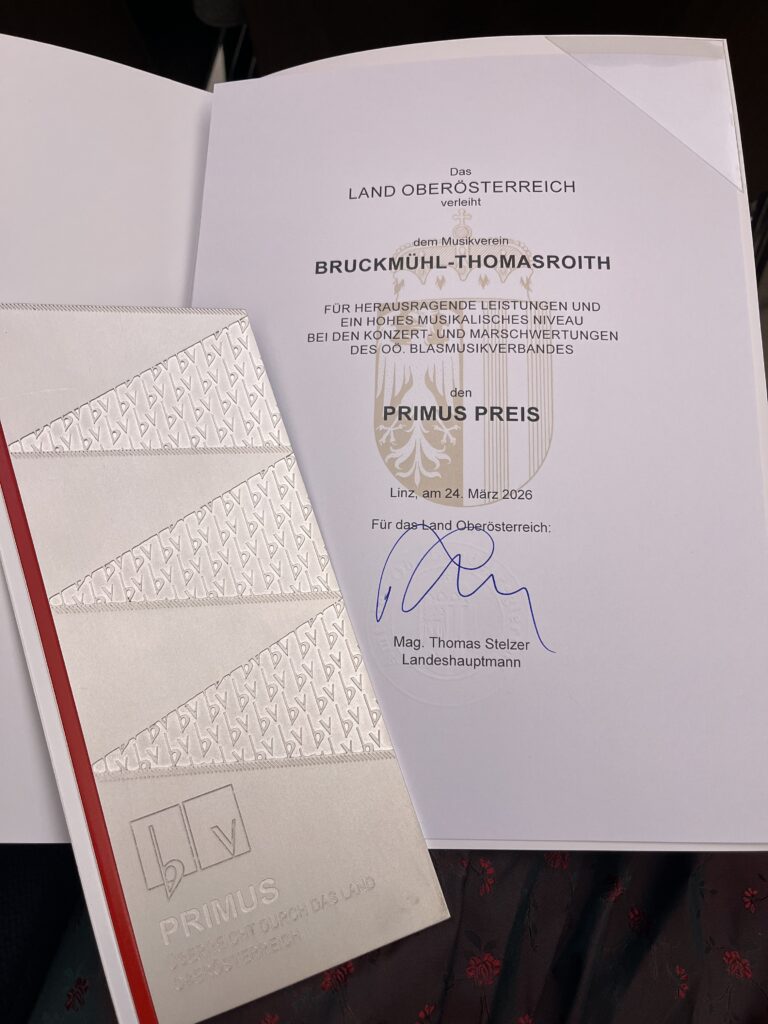 Das
LAND OBERÖSTERREICH
verleiht
dem Musikverein
BRUCKMÜHL-THOMASROITH
FÜR HERAUSRAGENDE LEISTUNGEN UND
EIN HOHES MUSIKALISCHES NIVEAU
BEI DEN KONZERT- UND MARSCHWERTUNGEN
DES OÖ. BLASMUSIKVERBANDES
den
PRIMUS PREIS
Linz, am 24. März 2026
Für das Land Oberösterreich:
Mag. Thomas Stelzer
Landeshauptmann
bv
PRIMUS
ÜBERREICHT DURCH DAS LAND
OBERÖSTERREICH